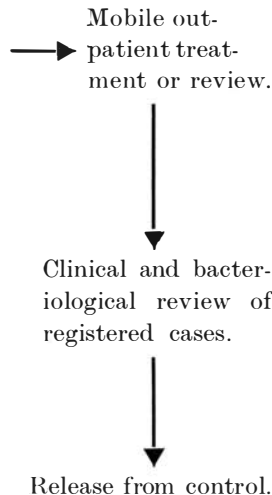 Mobile out-
patient treat-
ment or review.
Clinical and bacter-
iological review of
registered cases.
Release from control.